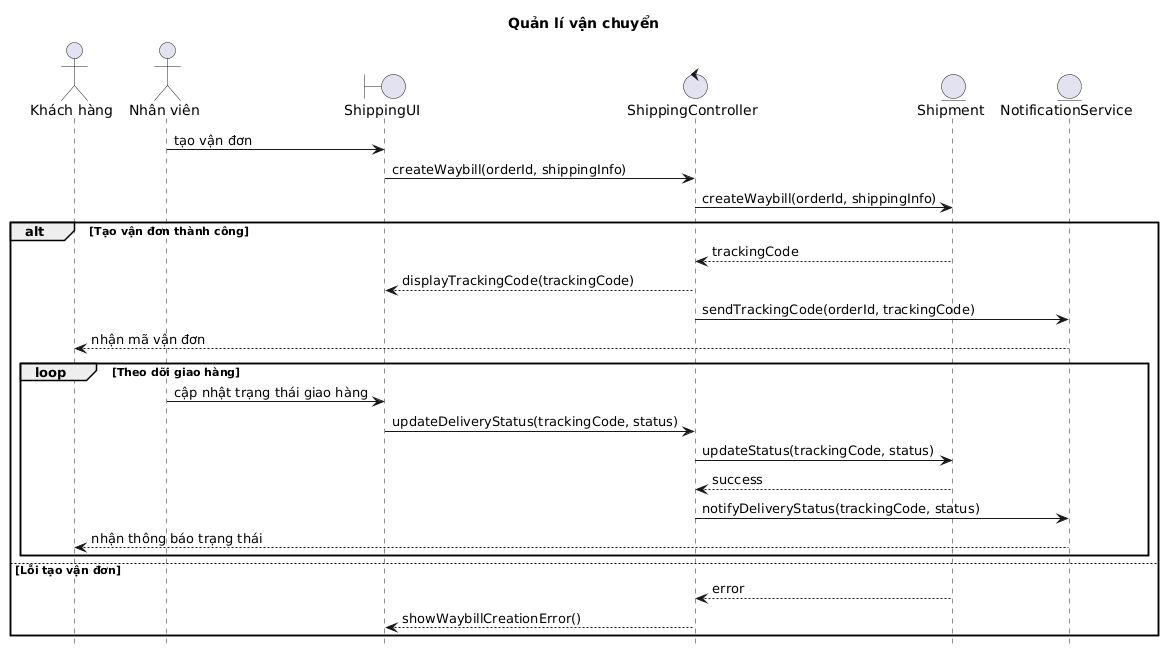 Quản lí vận chuyển
Khách hàng
Nhân viên
ShippingUI
ShippingController
Shipment
NotificationService
tạo vận đơn
createWaybill(orderId, shippingInfo)
createWaybill(orderId, shippingInfo)
alt [Tạo vận đơn thành công]
trackingCode
displayTrackingCode(trackingCode)
sendTrackingCode(orderId, trackingCode)
nhận mã vận đơn
loop [Theo dõi giao hàng]
cập nhật trạng thái giao hàng
updateDeliveryStatus(trackingCode, status)
updateStatus(trackingCode, status)
success
notifyDeliveryStatus(trackingCode, status)
nhận thông báo trạng thái
[Lỗi tạo vận đơn]
error
showWaybillCreationError()